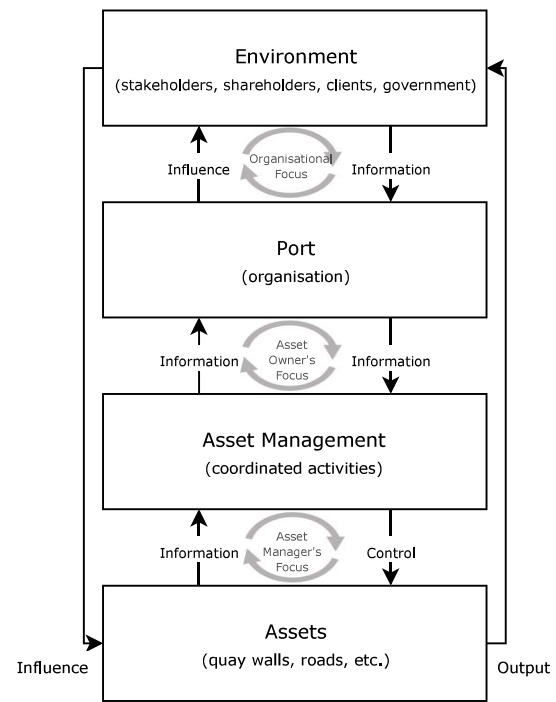 Environment
(stakeholders, shareholders, clients, government)
Influence
Organisational
Focus
Information
Port
(organisation)
Information
Asset
Owner's
Focus
Information
Asset Management
(coordinated activities)
Information
Asset
Manager's
Focus
Control
Assets
(quay walls, roads, etc.)
Influence
Output